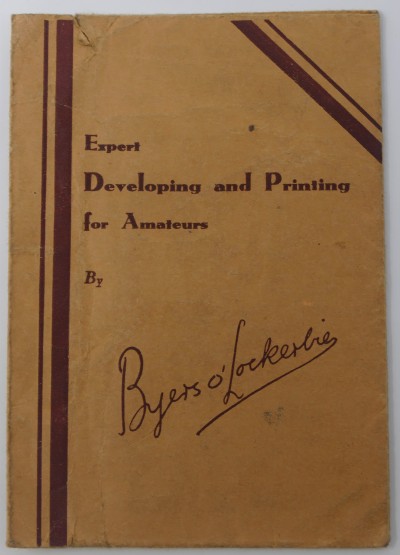 Expert
Developing and Printing
for Amateurs
By
Byers o' Lockerbie